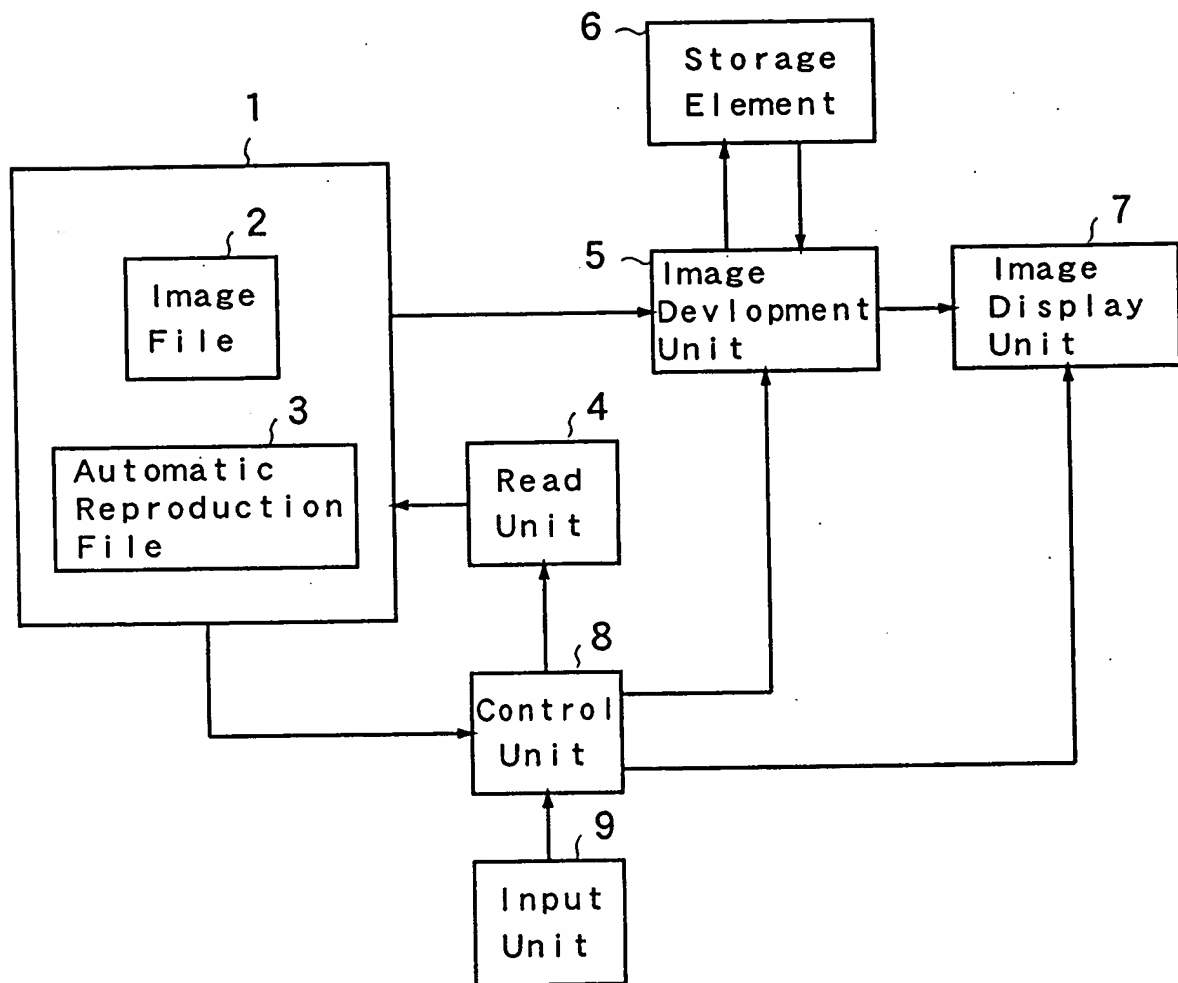 6
Storage
Element
1
2
Image
File
5
Image
Devlopment
Unit
7
Image
Display
Unit
3
Automatic
Reproduction
File
4
Read
Unit
8
Control
Unit
9
Input
Unit